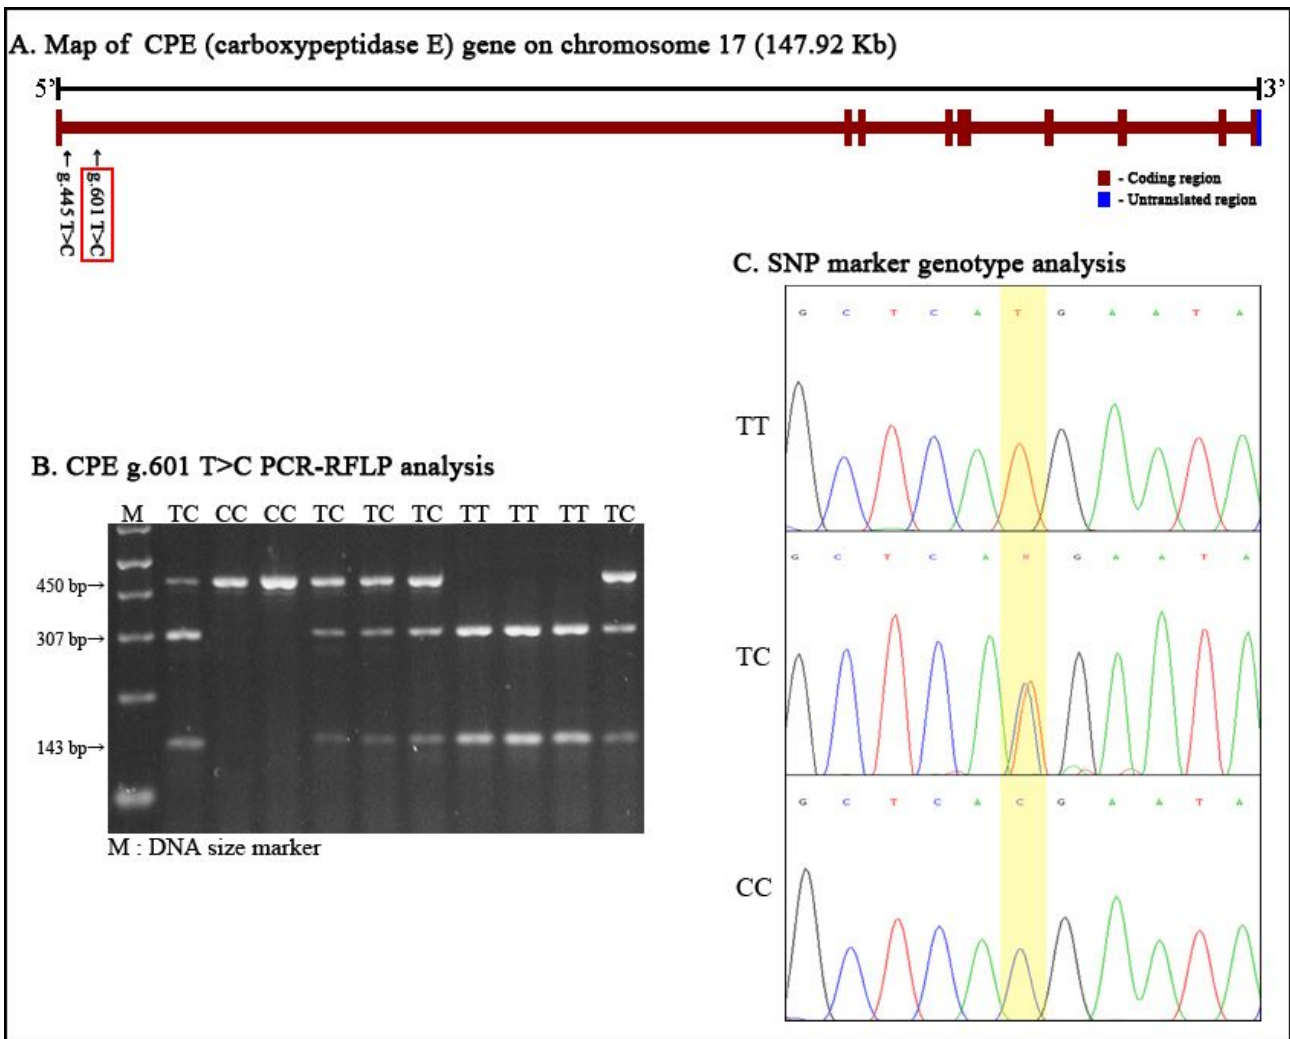 A. Map of CPE (carboxypeptidase E) gene on chromosome 17 (147.92 Kb)
5’ 3’
←g.445 T>C
←g.601 T>C
- Coding region
- Untranslated region
C. SNP marker genotype analysis
G C T C A T G A A T A
TT
B. CPE g.601 T>C PCR-RFLP analysis
M TC CC CC TC TC TC TT TT TT TC
450 bp→
307 bp→
143 bp→
M : DNA size marker
G C T C A N G A A T A
TC
G C T C A C G A A T A
CC